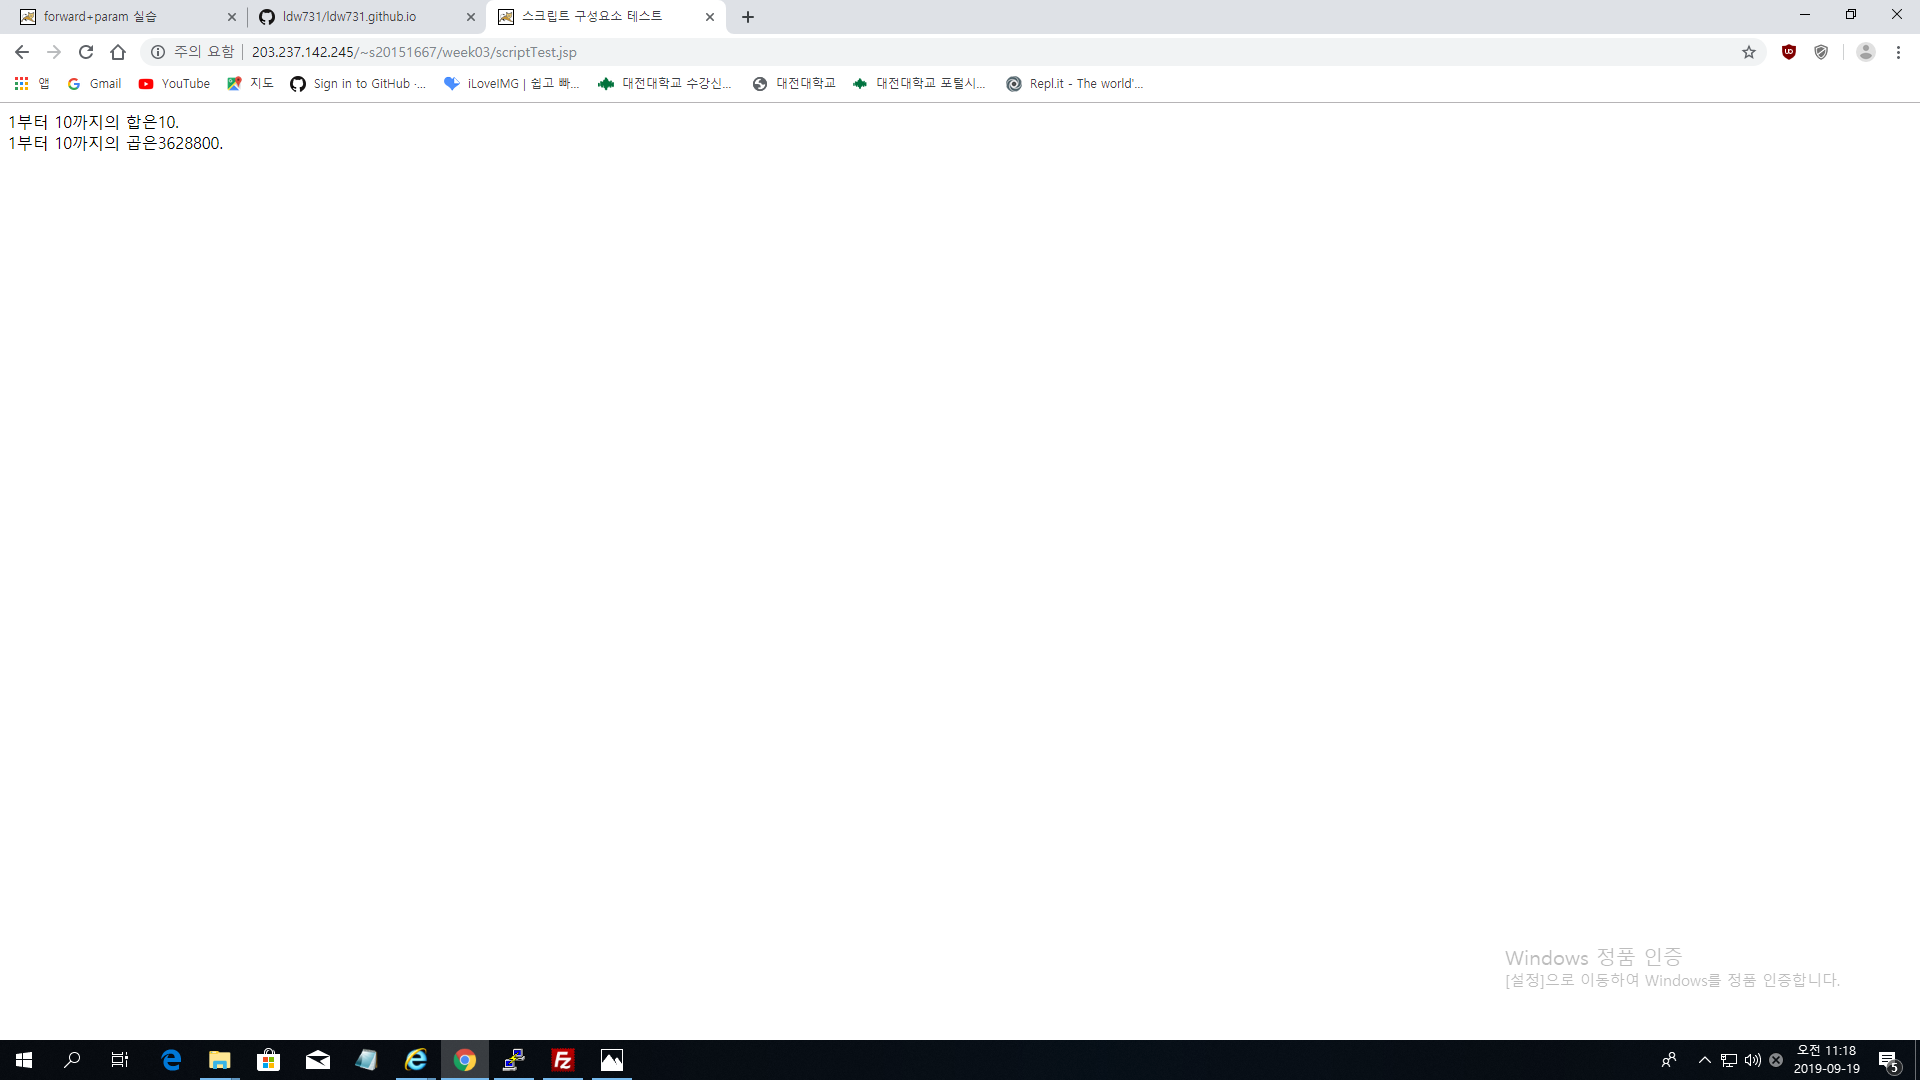 forward+param 실습
ldw731/ldw731.github.io
스크립트 구성요소 테스트
주의 요함
203.237.142.245/~s20151667/week03/scriptTest.jsp
앱
Gmail
YouTube
지도
Sign in to GitHub ·...
iLoveIMG | 쉽고 빠...
대전대학교 수강신...
대전대학교
대전대학교 포털시...
Repl.it - The world'...
1부터 10까지의 합은10.
1부터 10까지의 곱은3628800.
Windows 정품 인증
[설정]으로 이동하여 Windows를 정품 인증합니다.
오전 11:18
2019-09-19
5